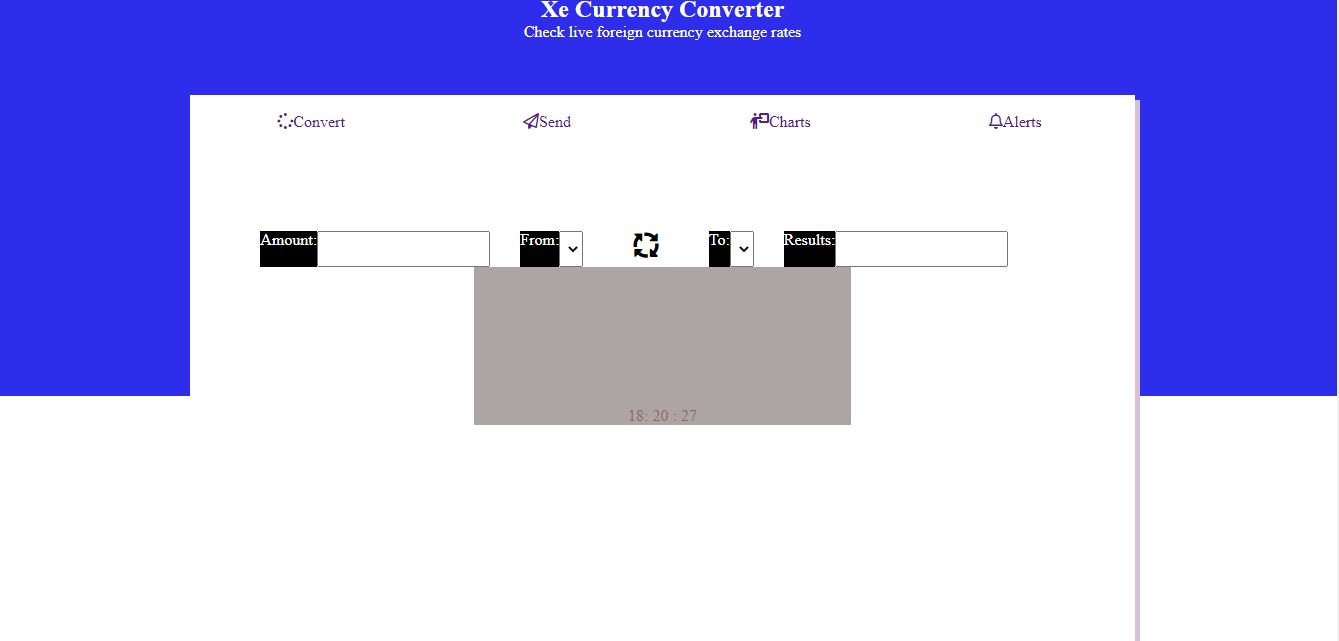 Xe Currency Converter
Check live foreign currency exchange rates
Convert Send Charts Alerts
Amount: From: To: Results:
18: 20 : 27